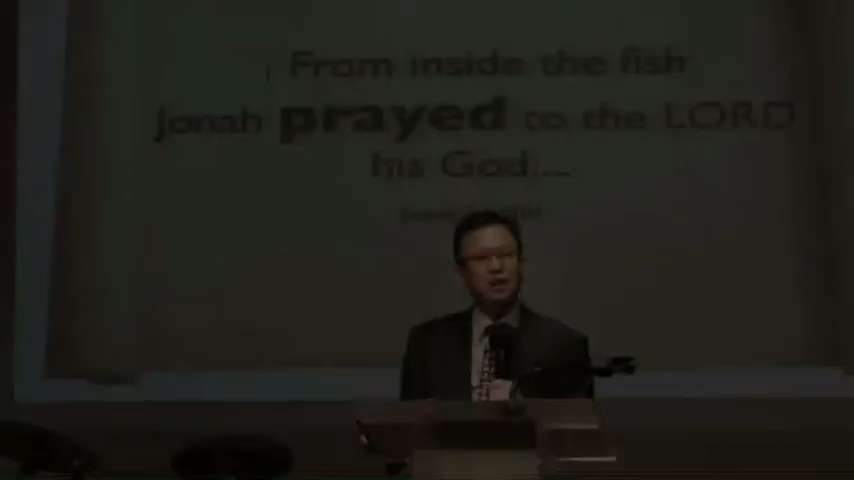 From inside the fish
Jonah prayed to the LORD
his God....